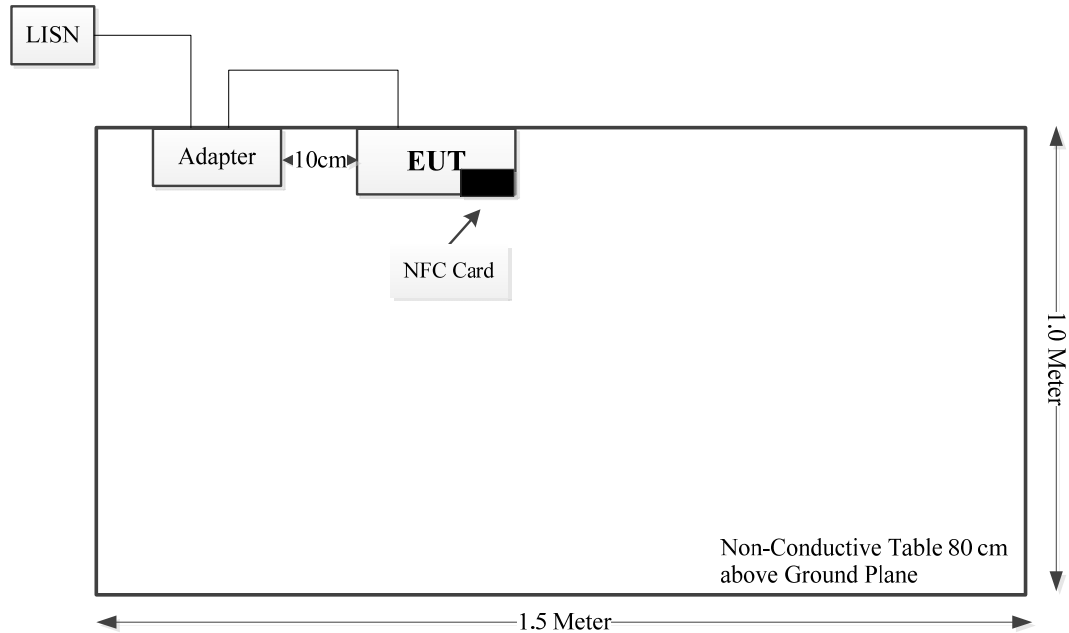 LISN
Adapter
10cm
EUT
NFC Card
1.0 Meter
Non-Conductive Table 80 cm
above Ground Plane
1.5 Meter